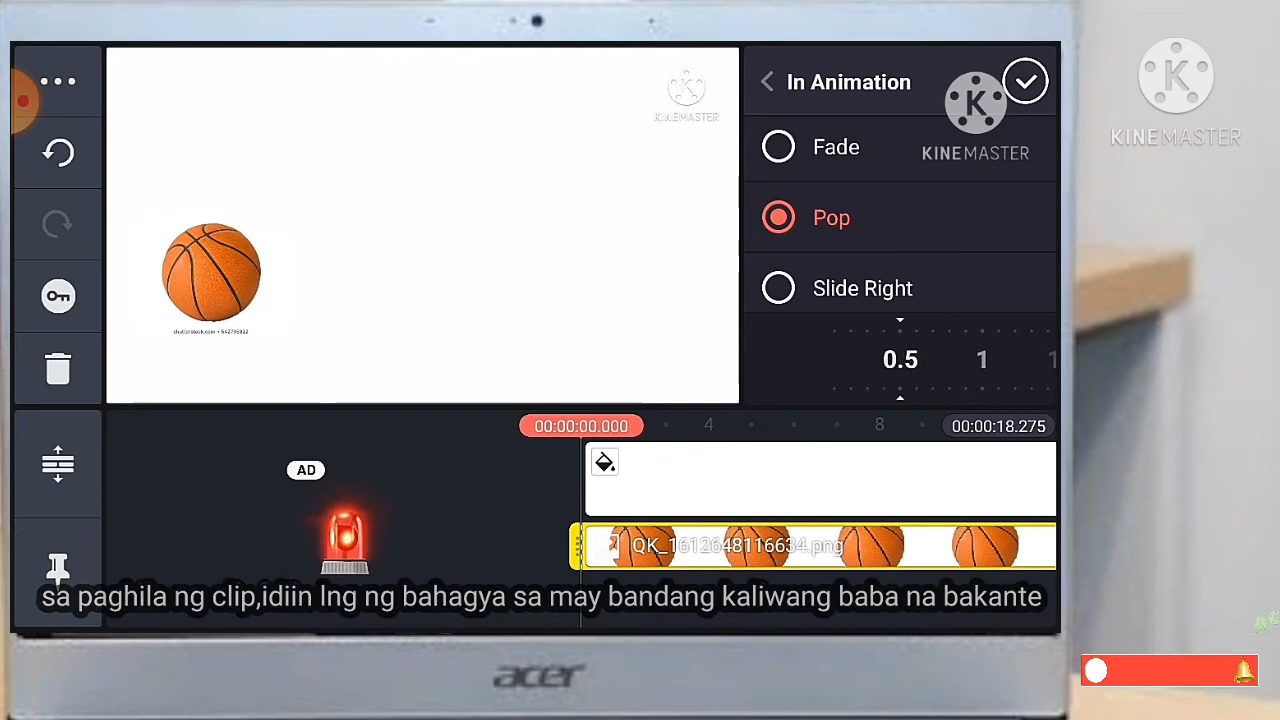 In Animation
KINEMASTER
KINEMASTER
KINEMASTER
Fade
Pop
Slide Right
0.5 1
shutterstock.com •
00:00:00.000 4 8 00:00:18.275
AD
QK_1612648116634.png
sa paghila ng clip,idiin lng ng bahagya sa may bandang kaliwang baba na bakante
acer